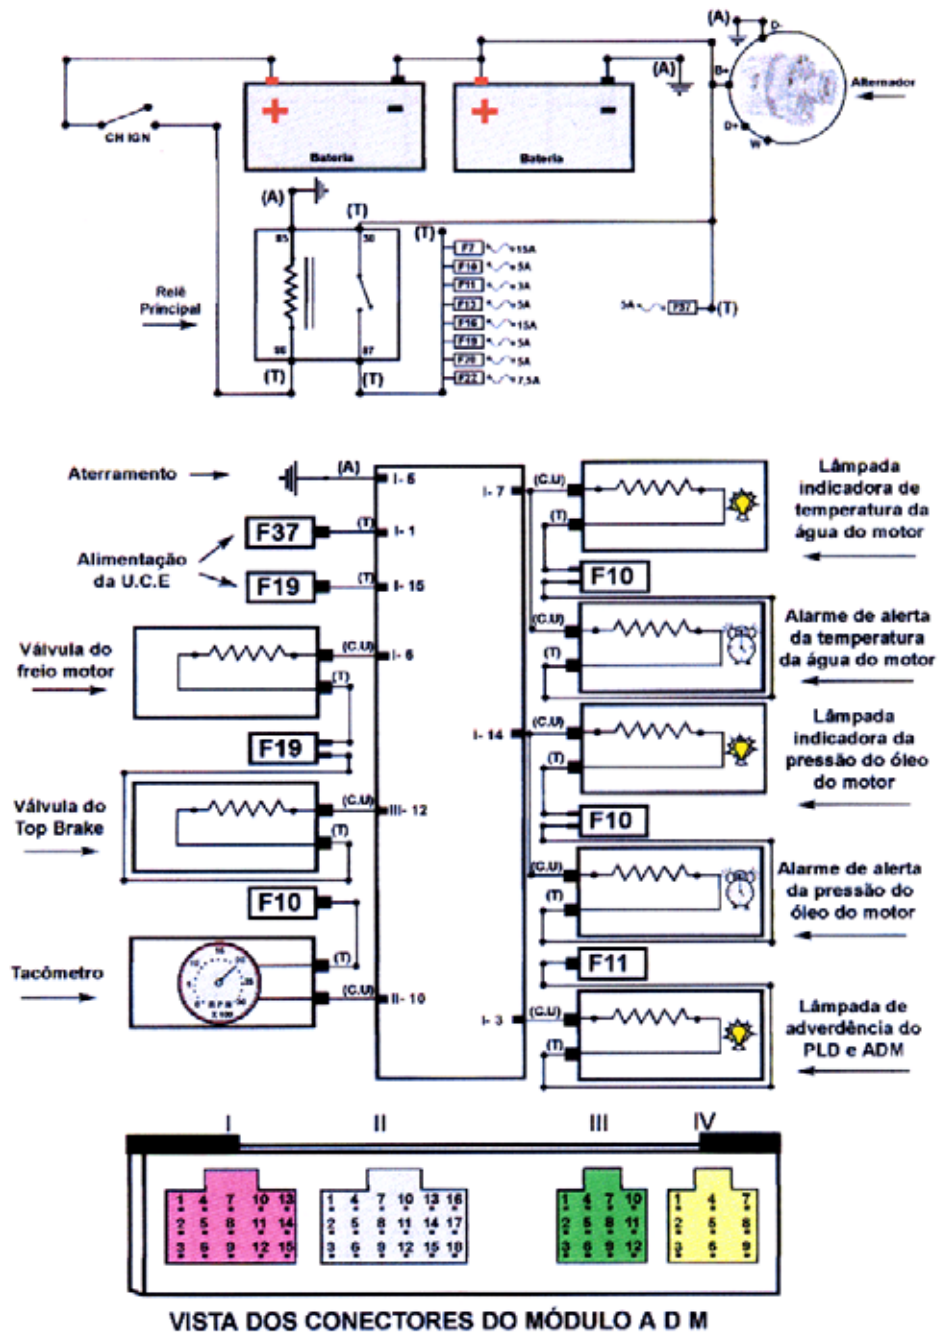 (A)
D-
B+
(A)
Alternador
CH IGN
D+
W
Bateria
Bateria
(A)
(T)
85
30
(T)
F7 15A
F10 5A
F11 3A
F13 5A
F16 15A
F19 5A
F20 5A
F22 7,5A
5A F37 (T)
Relê
Principal
86
87
(T)
(T)
Aterramento
(A)
I- 5
F37
(T)
I- 1
Alimentação
da U.C.E
F19
(T)
I- 15
Válvula do
freio motor
(C.U)
I- 6
(T)
F19
Válvula do
Top Brake
(C.U)
III- 12
(T)
F10
Tacômetro
(T)
(C.U)
II- 10
R P M
X 100
I- 7
(C.U)
(T)
Lâmpada
indicadora de
temperatura da
água do motor
F10
(C.U)
(T)
Alarme de alerta
da temperatura
da água do motor
I- 14
(C.U)
(T)
Lâmpada
indicadora da
pressão do óleo
do motor
F10
(C.U)
(T)
Alarme de alerta
da pressão do
óleo do motor
F11
I- 3
(C.U)
(T)
Lâmpada de
adverdência do
PLD e ADM
I II III IV
1 4 7 10 13
2 5 8 11 14
3 6 9 12 15
1 4 7 10 13 16
2 5 8 11 14 17
3 6 9 12 15 18
1 4 7 10
2 5 8 11
3 6 9 12
1 4 7
2 5 8
3 6 9
VISTA DOS CONECTORES DO MÓDULO A D M